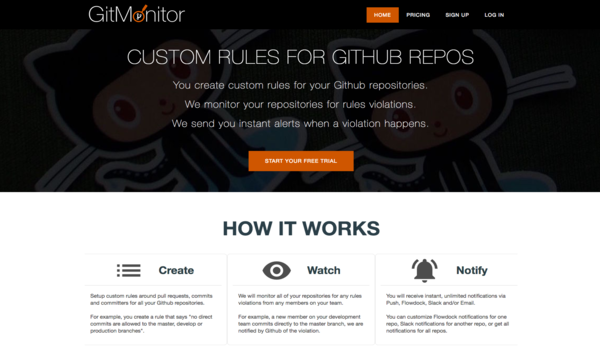 GitMonitor
HOME PRICING SIGN UP LOG IN
CUSTOM RULES FOR GITHUB REPOS
You create custom rules for your Github repositories.
We monitor your repositories for rules violations.
We send you instant alerts when a violation happens.
START YOUR FREE TRIAL
HOW IT WORKS
Create
Setup custom rules around pull requests, commits
and committers for all your Github repositories.
For example, you create a rule that says "no direct
commits are allowed to the master, develop or
production branches".
Watch
We will monitor all of your repositories for any rules
violations from any members on your team.
For example, a new member on your development
team commits directly to the master branch, we are
notified by Github of the violation.
Notify
You will receive instant, unlimited notifications via
Push, Flowdock, Slack and/or Email.
You can customize Flowdock notifications for one
repo, Slack notifications for another repo, or get all
notifications for all repos.